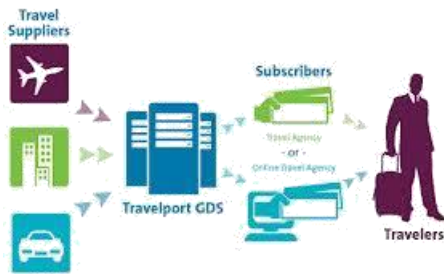 Travel
Suppliers
Subscribers
Travel Agency
- or -
Online Travel Agency
Travelport GDS
Travelers